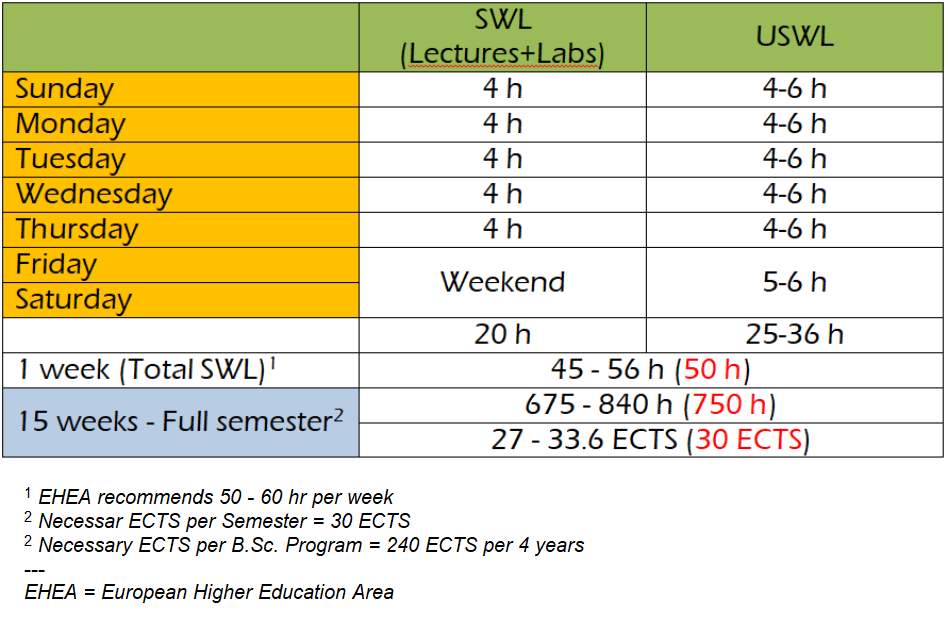 SWL
(Lectures+Labs)
USWL
Sunday 4 h 4-6 h
Monday 4 h 4-6 h
Tuesday 4 h 4-6 h
Wednesday 4 h 4-6 h
Thursday 4 h 4-6 h
Friday
Saturday
Weekend 5-6 h
20 h 25-36 h
1 week (Total SWL)1 45 - 56 h (50 h)
15 weeks - Full semester2
675 - 840 h (750 h)
27 - 33.6 ECTS (30 ECTS)
1 EHEA recommends 50 - 60 hr per week
2 Necessar ECTS per Semester = 30 ECTS
2 Necessary ECTS per B.Sc. Program = 240 ECTS per 4 years
---
EHEA = European Higher Education Area